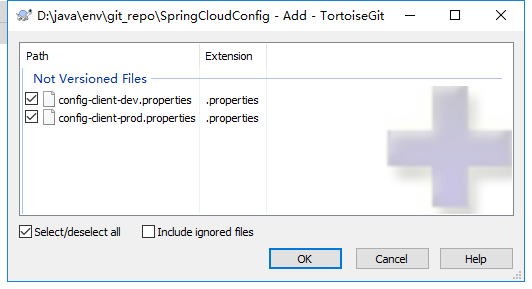 D:\java\env\git_repo\SpringCloudConfig - Add - TortoiseGit
Path Extension
Not Versioned Files
config-client-dev.properties .properties
config-client-prod.properties .properties
Select/deselect all Include ignored files
OK Cancel Help